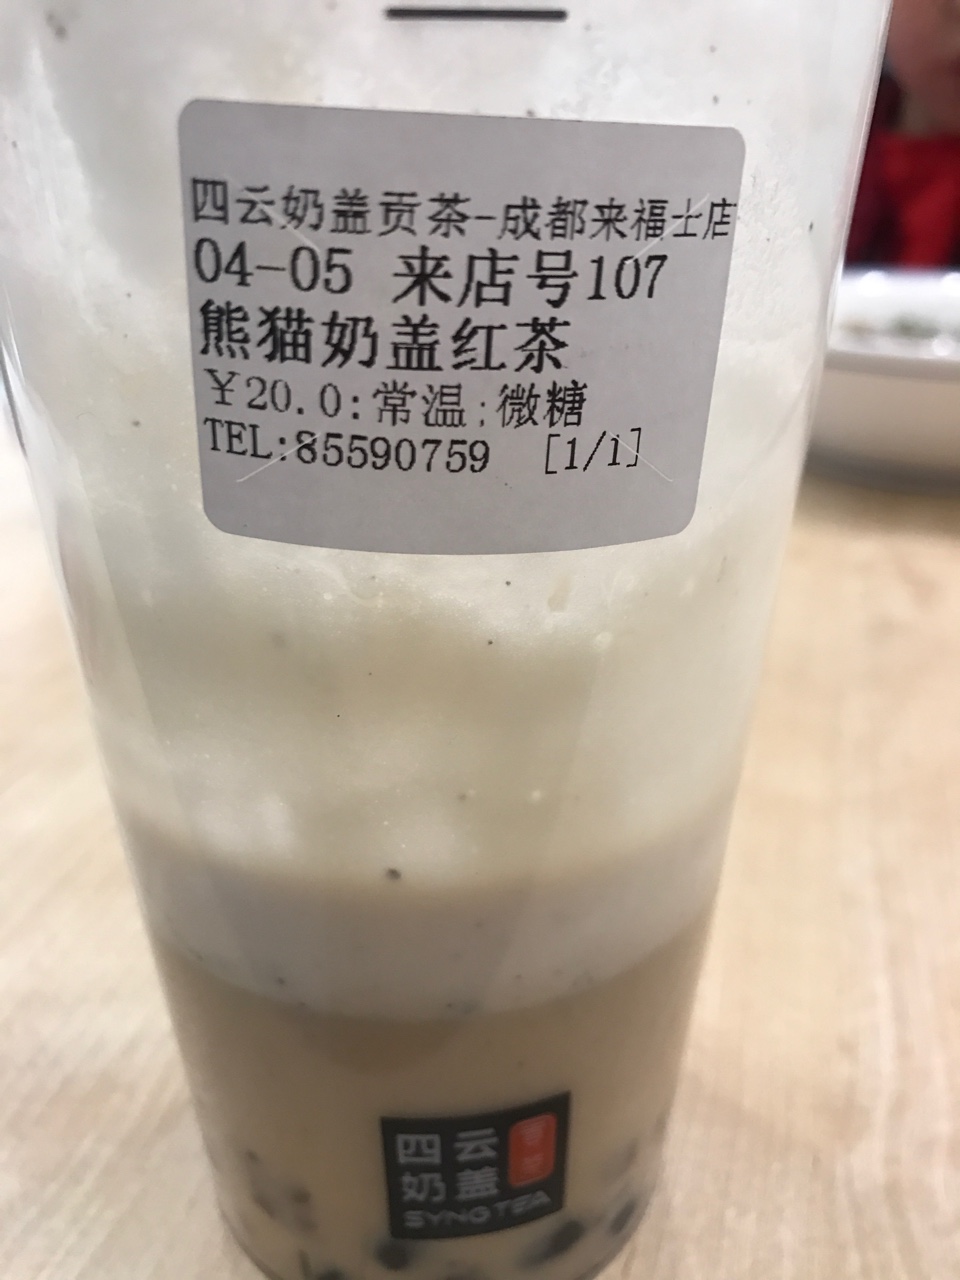 四云奶盖贡茶-成都来福士店
04-05 来店号107
熊猫奶盖红茶
￥20.0:常温;微糖
TEL:85590759 [1/1]
四云
奶盖
贡茶
SYNGTEA